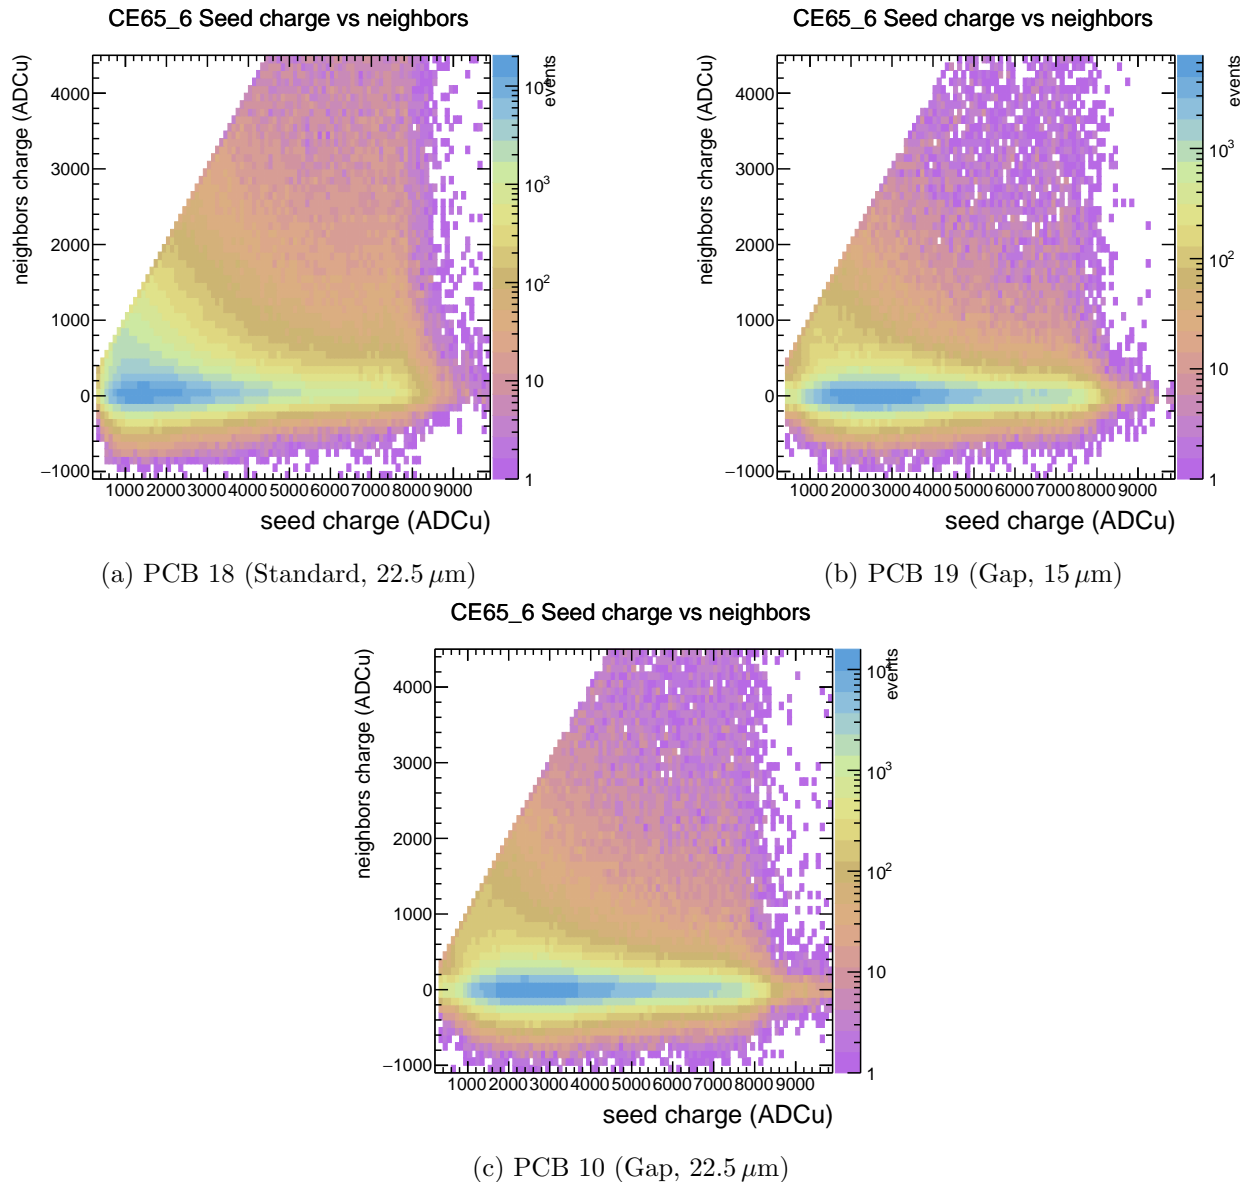 CE65_6 Seed charge vs neighbors
neighbors charge (ADCu)
4000
3000
2000
1000
0
−1000
1000 2000 3000 4000 5000 6000 7000 8000 9000
seed charge (ADCu)
events
10⁴
10³
10²
10
1
(a) PCB 18 (Standard, 22.5 μm)
CE65_6 Seed charge vs neighbors
neighbors charge (ADCu)
4000
3000
2000
1000
0
−1000
1000 2000 3000 4000 5000 6000 7000 8000 9000
seed charge (ADCu)
events
10³
10²
10
1
(b) PCB 19 (Gap, 15 μm)
CE65_6 Seed charge vs neighbors
neighbors charge (ADCu)
4000
3000
2000
1000
0
−1000
1000 2000 3000 4000 5000 6000 7000 8000 9000
seed charge (ADCu)
events
10⁴
10³
10²
10
1
(c) PCB 10 (Gap, 22.5 μm)